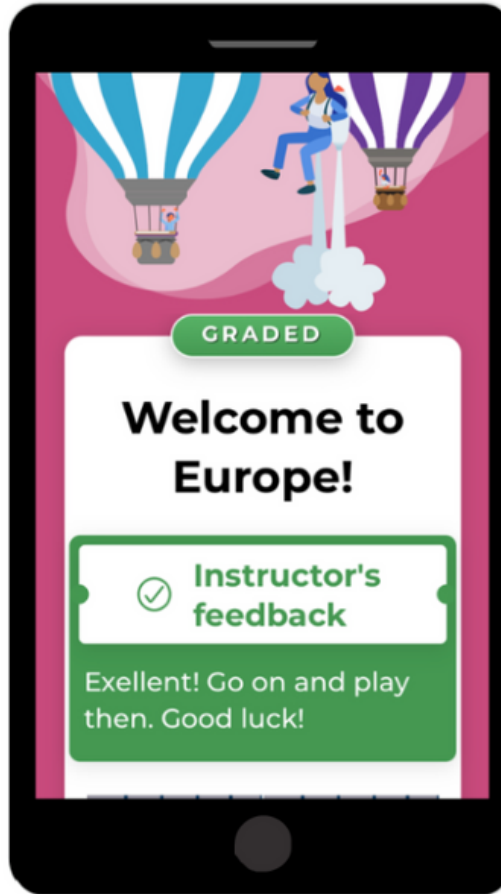 GRADED
Welcome to
Europe!
Instructor's
feedback
Exellent! Go on and play
then. Good luck!